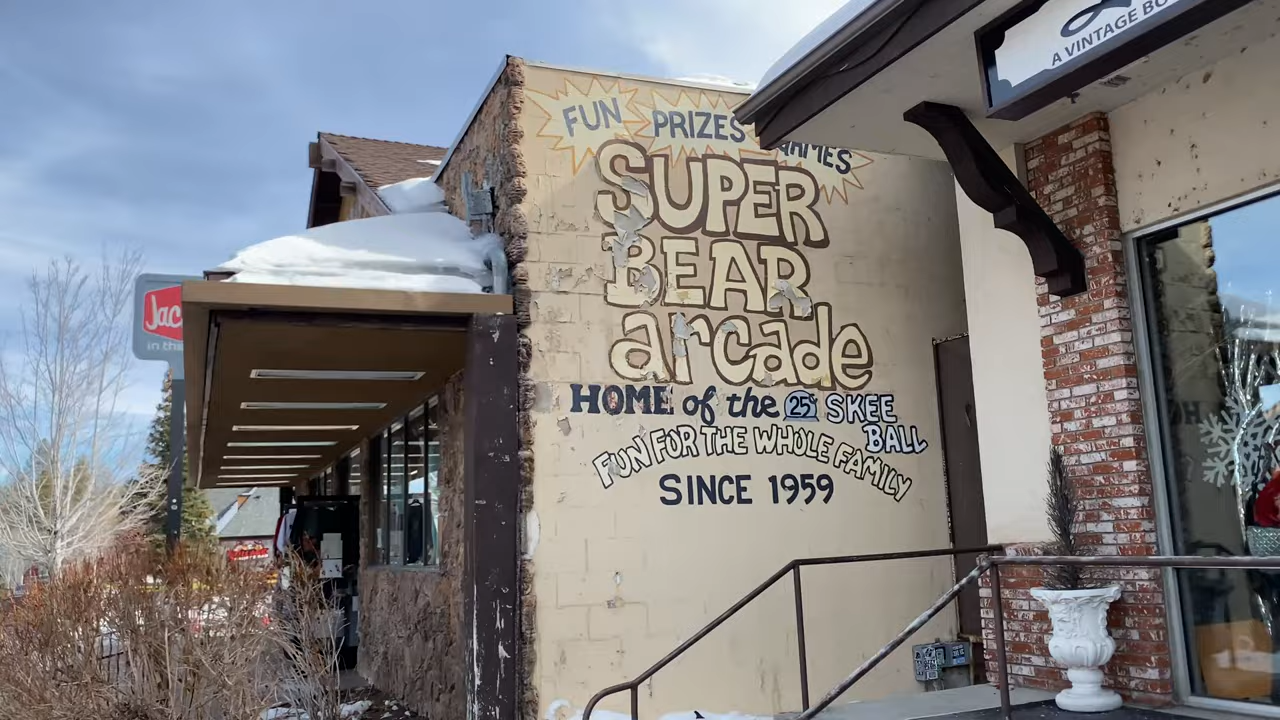 FUN PRIZES GAMES
SUPER
BEAR
arcade
HOME of the 25¢ SKEE
BALL
FUN FOR THE WHOLE FAMILY
SINCE 1959
Jac
in the
A VINTAGE BO